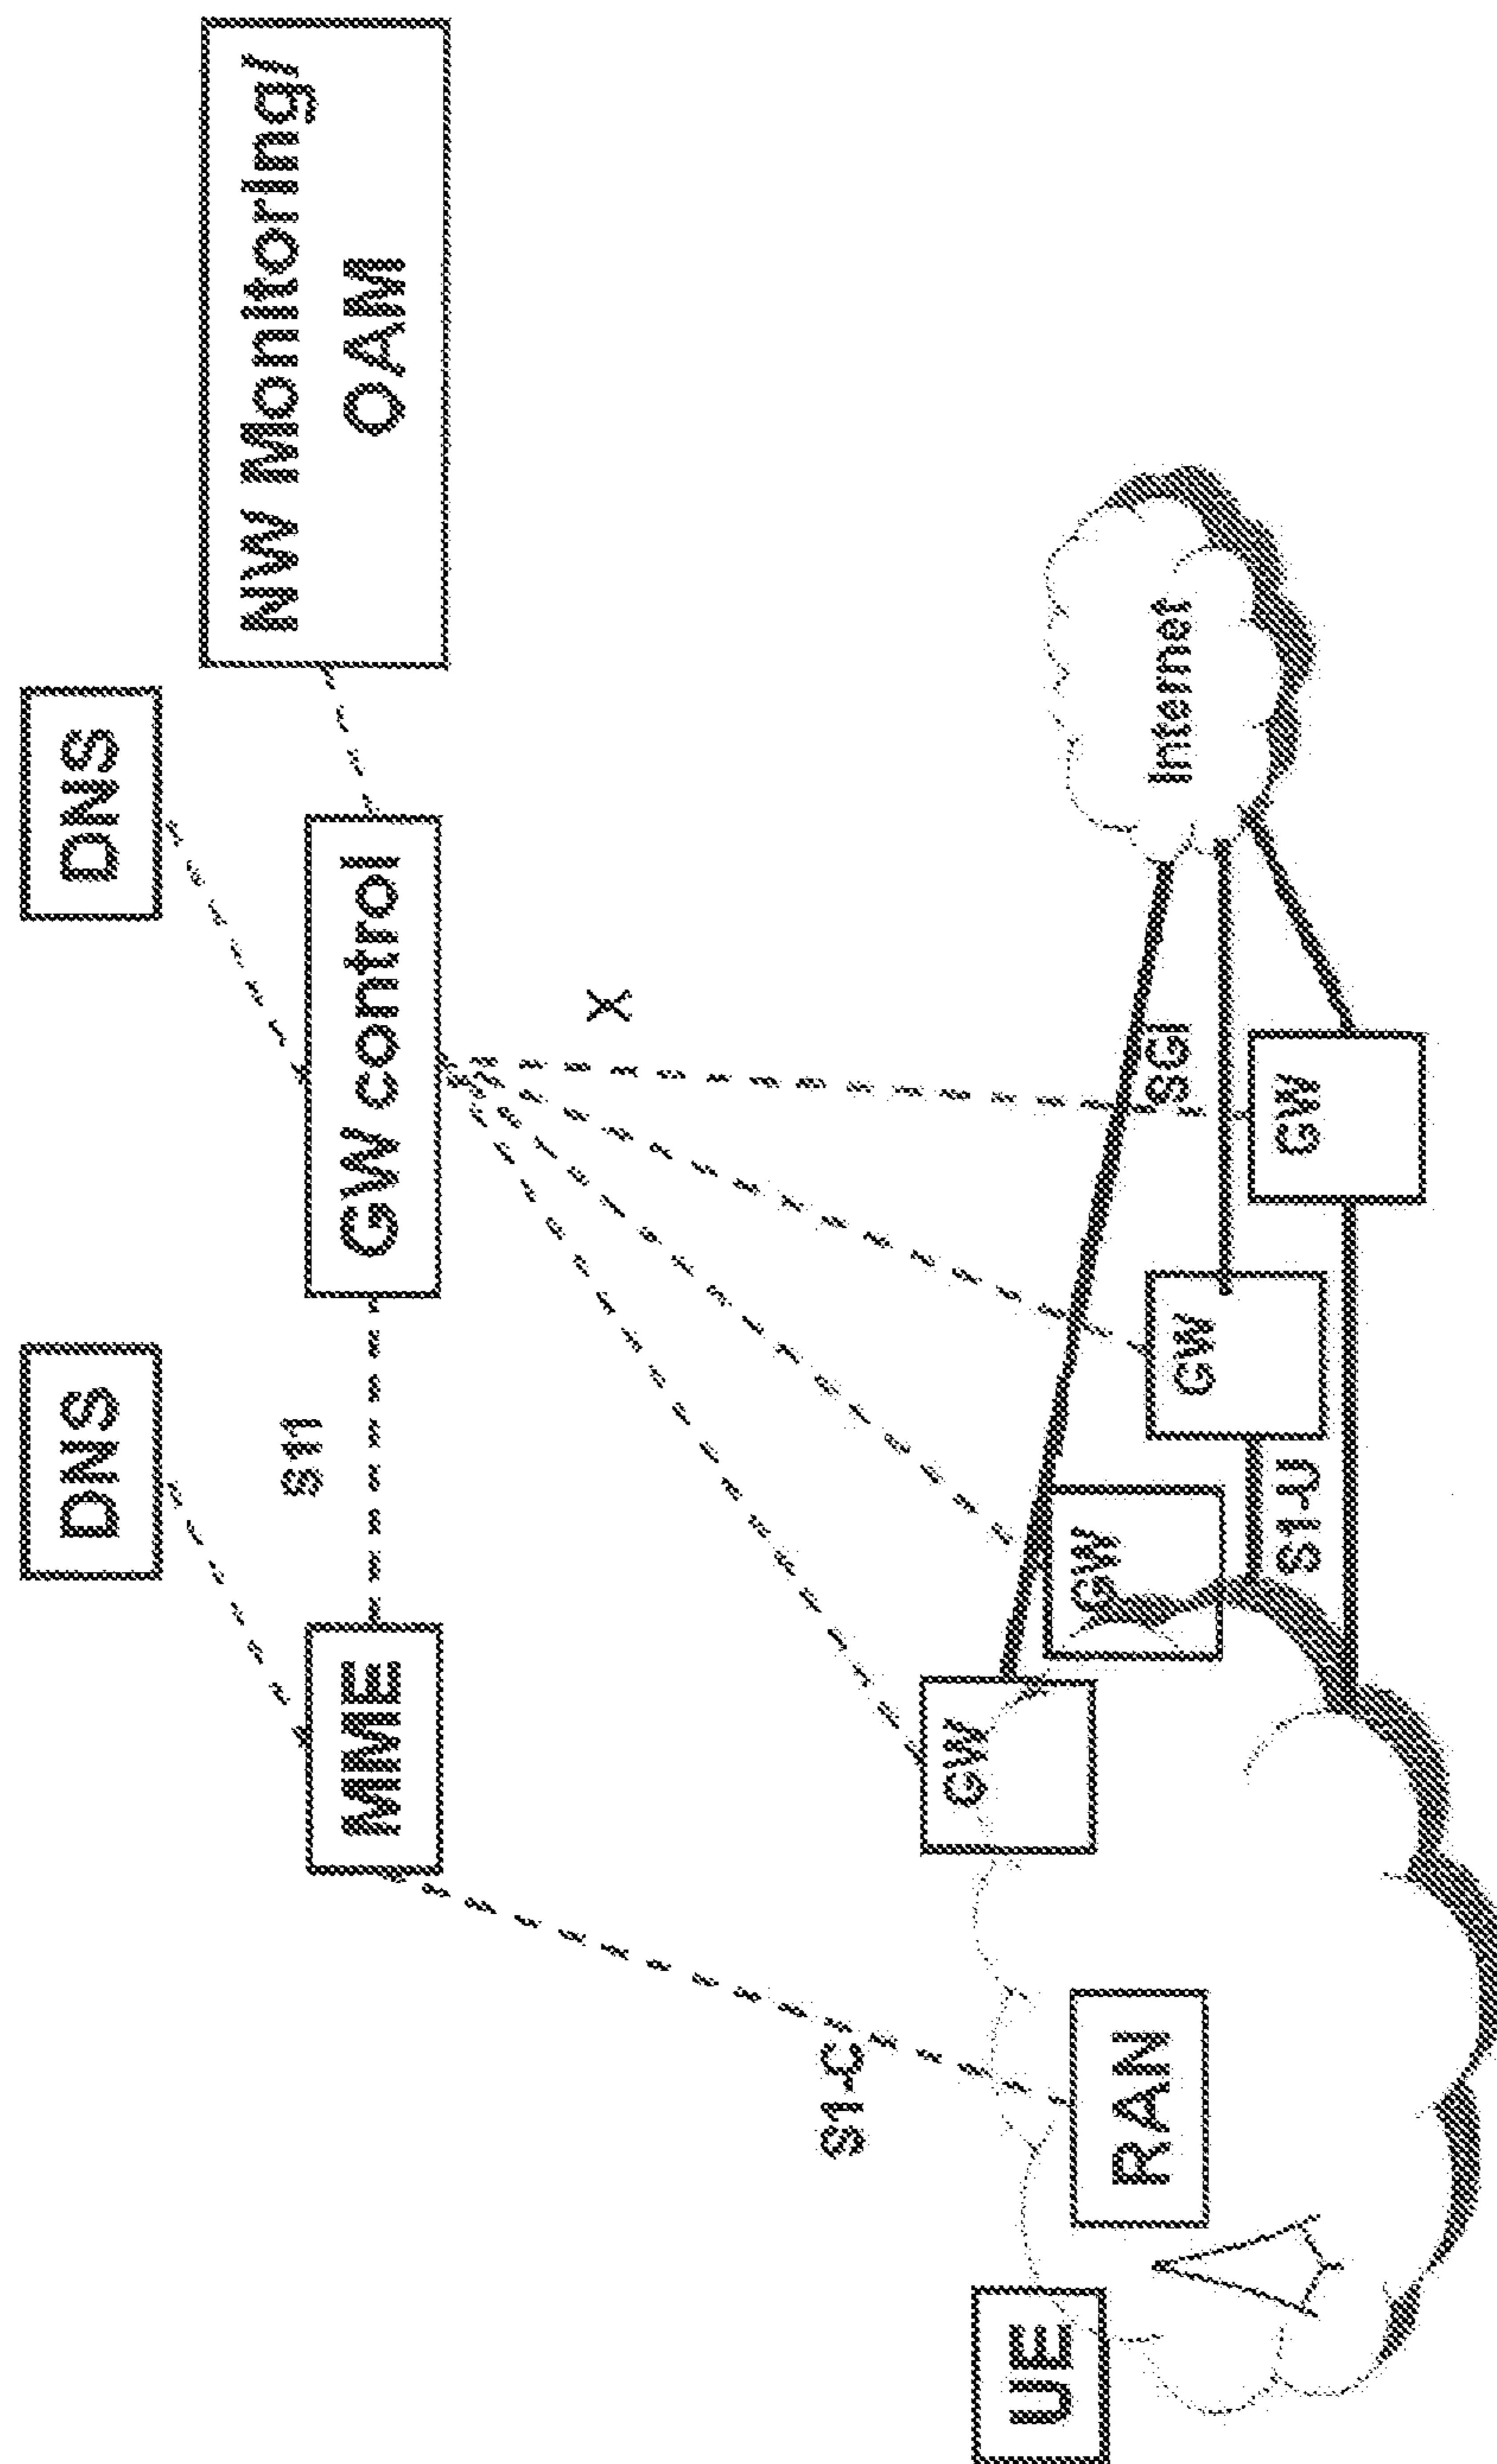 DNS
DNS
NW Monitoring/
OAM
MME
S11
GW control
X
S1-C
GW
GW
GW
GW
SGi
S1-U
Internet
RAN
UE